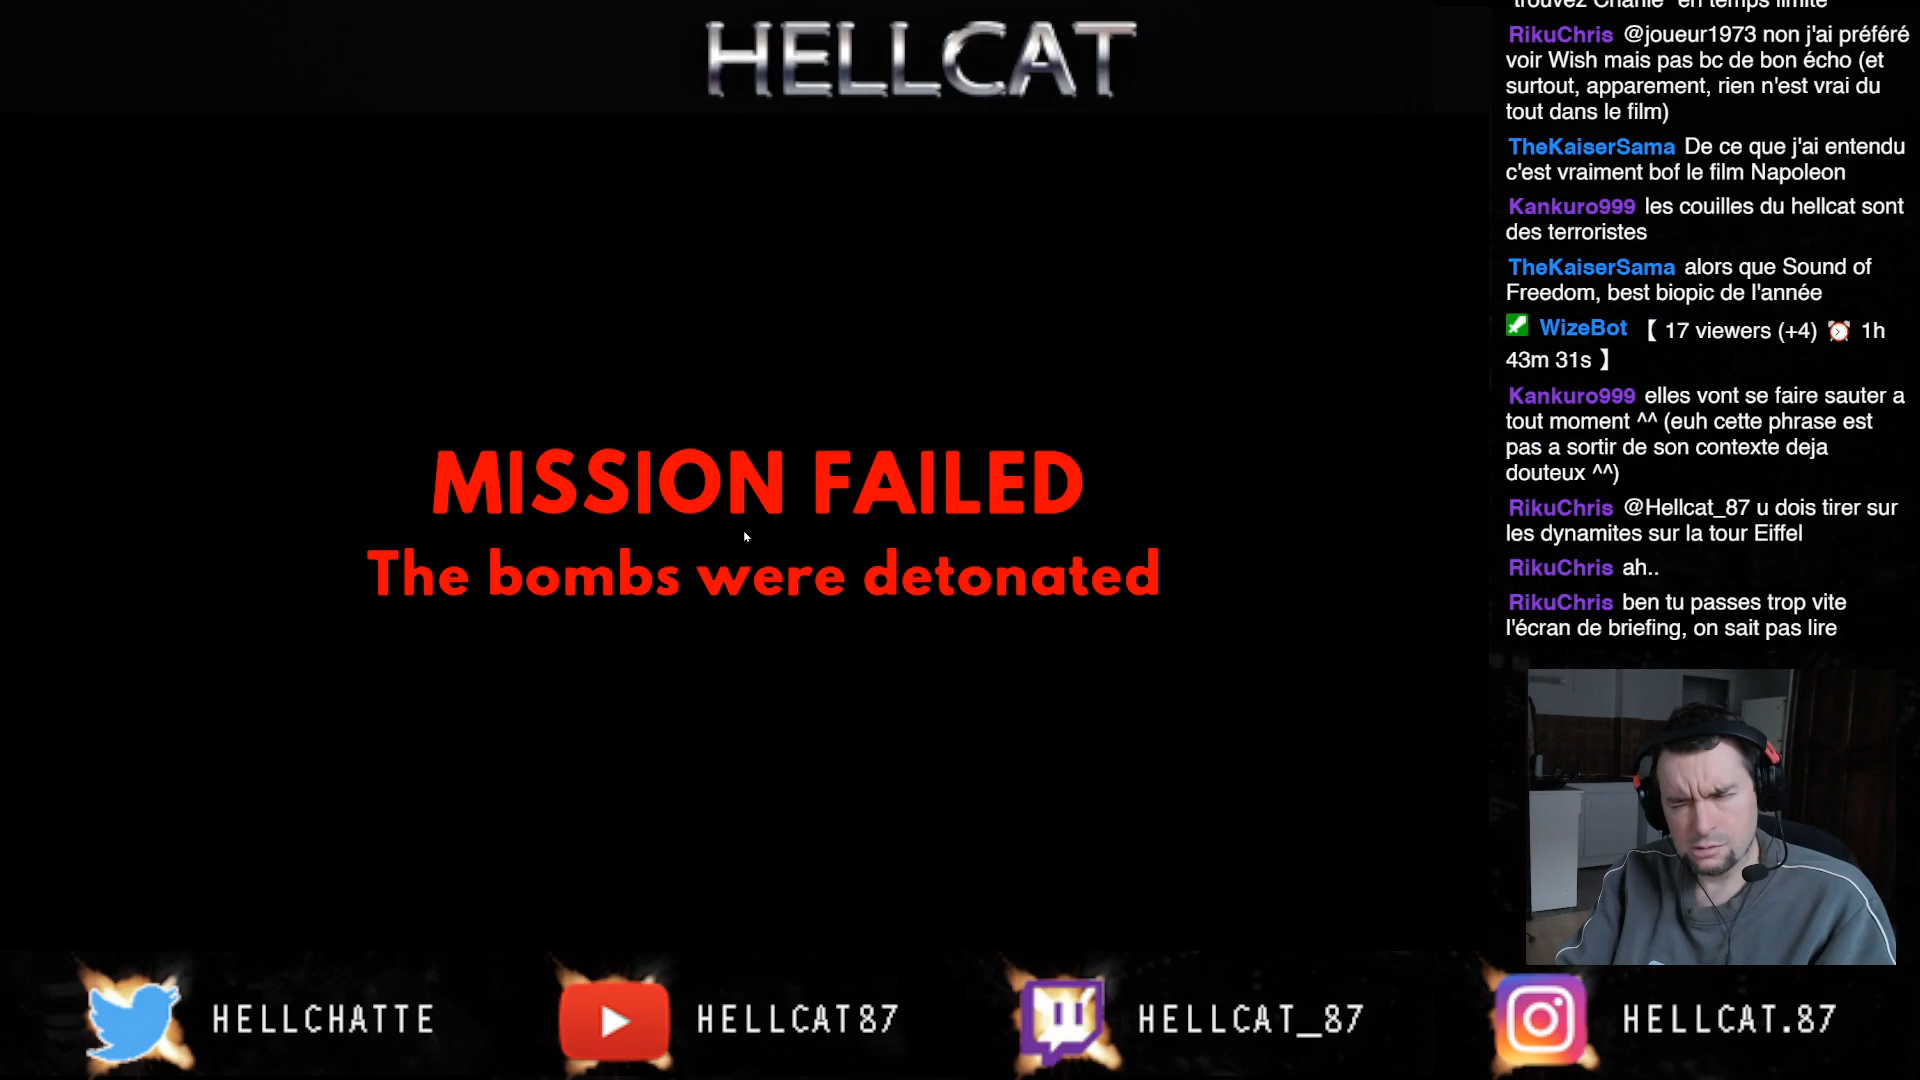 HELLCAT
MISSION FAILED
The bombs were detonated
"trouvez Charlie" en temps limité
RikuChris @joueur1973 non j'ai préféré
voir Wish mais pas bc de bon écho (et
surtout, apparement, rien n'est vrai du
tout dans le film)
TheKaiserSama De ce que j'ai entendu
c'est vraiment bof le film Napoleon
Kankuro999 les couilles du hellcat sont
des terroristes
TheKaiserSama alors que Sound of
Freedom, best biopic de l'année
WizeBot 【 17 viewers (+4) ⏰ 1h
43m 31s 】
Kankuro999 elles vont se faire sauter a
tout moment ^^ (euh cette phrase est
pas a sortir de son contexte deja
douteux ^^)
RikuChris @Hellcat_87 u dois tirer sur
les dynamites sur la tour Eiffel
RikuChris ah..
RikuChris ben tu passes trop vite
l'écran de briefing, on sait pas lire
HELLCHATTE
HELLCAT87
HELLCAT_87
HELLCAT.87